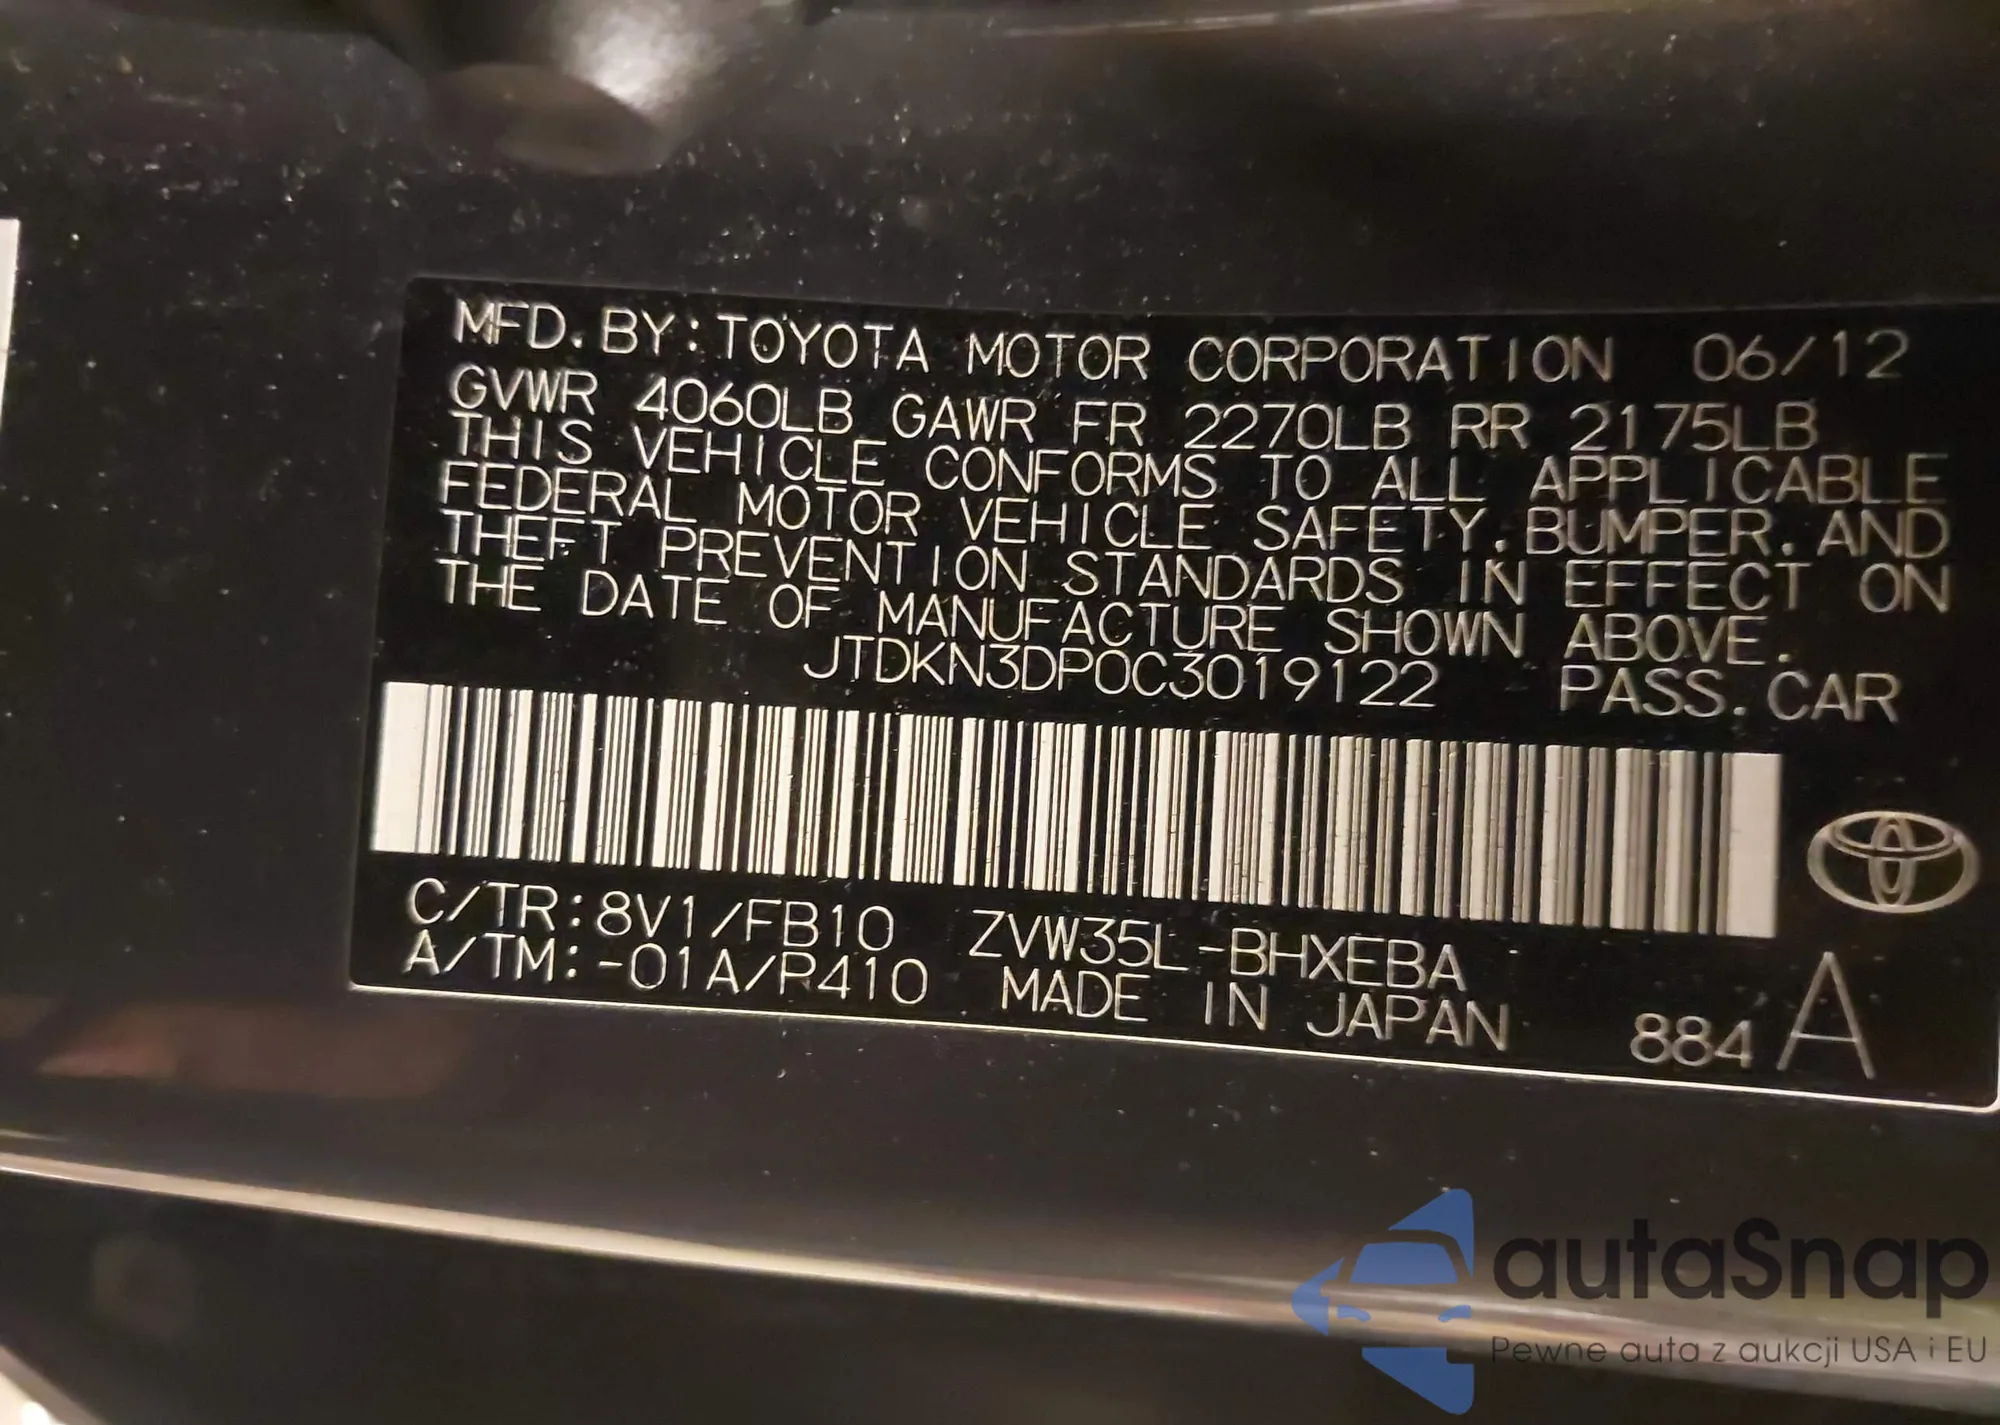 MFD. BY: TOYOTA MOTOR CORPORATION 06/12
GVWR 4060LB GAWR FR 2270LB RR 2175LB
THIS VEHICLE CONFORMS TO ALL APPLICABLE
FEDERAL MOTOR VEHICLE SAFETY, BUMPER, AND
THEFT PREVENTION STANDARDS IN EFFECT ON
THE DATE OF MANUFACTURE SHOWN ABOVE.
JTDKN3DP0C3019122 PASS. CAR
C/TR: 8V1/FB10 ZVW35L-BHXEBA
A/TM: -01A/P410 MADE IN JAPAN 884 A
autaSnap
Pewne auta z aukcji USA i EU